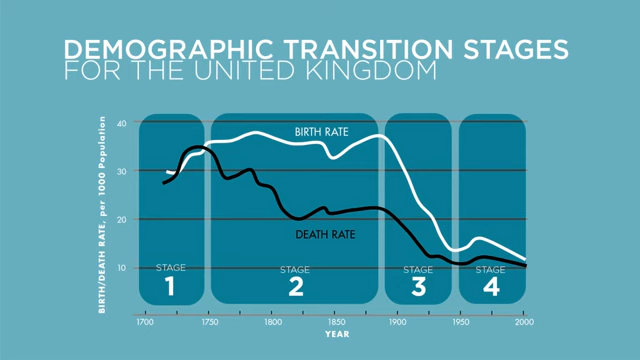 DEMOGRAPHIC TRANSITION STAGES
FOR THE UNITED KINGDOM
BIRTH/DEATH RATE, per 1000 Population
40
30
20
10
BIRTH RATE
DEATH RATE
STAGE
1
STAGE
2
STAGE
3
STAGE
4
1700
1750
1800
1850
1900
1950
2000
YEAR